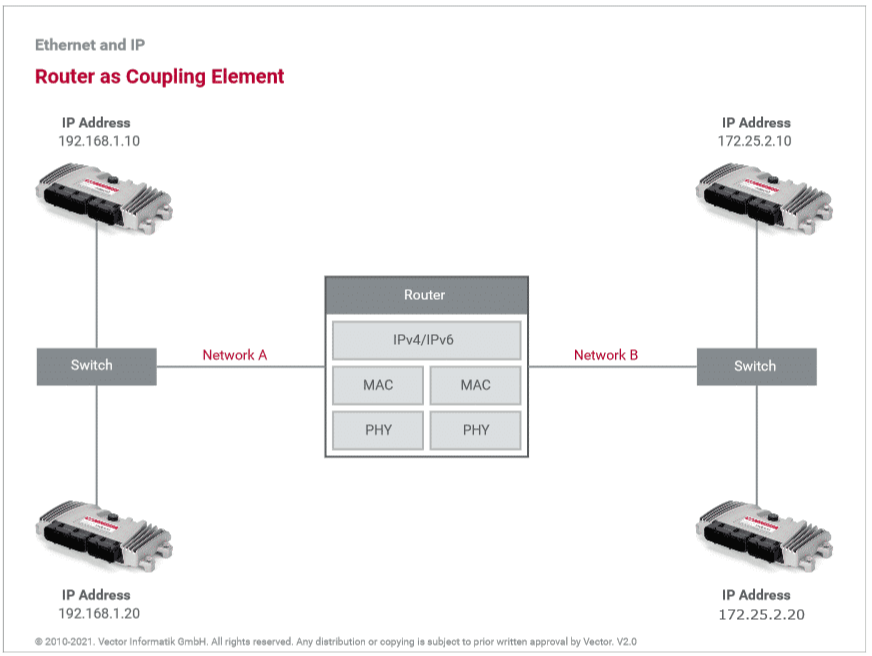 Ethernet and IP
Router as Coupling Element
IP Address
192.168.1.10
IP Address
172.25.2.10
Router
IPv4/IPv6
MAC
MAC
PHY
PHY
Switch
Network A
Network B
Switch
IP Address
192.168.1.20
IP Address
172.25.2.20
© 2010-2021. Vector Informatik GmbH. All rights reserved. Any distribution or copying is subject to prior written approval by Vector. V2.0